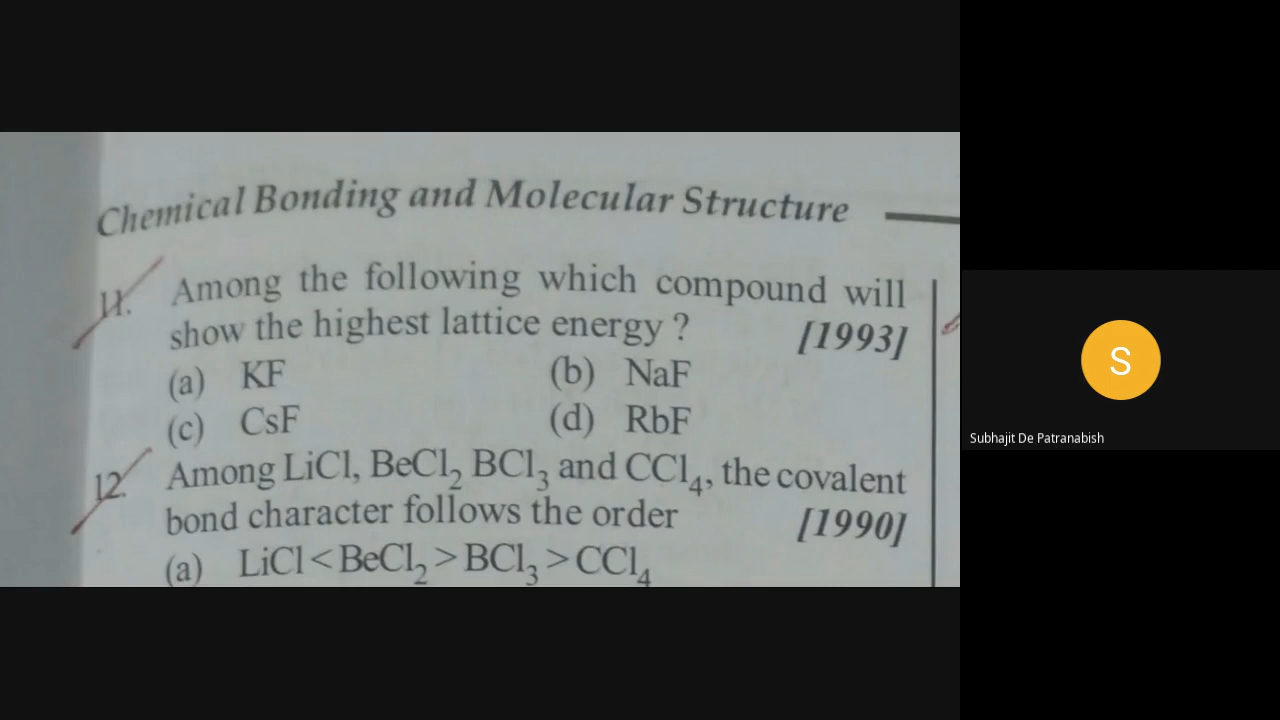 Chemical Bonding and Molecular Structure
11. Among the following which compound will
show the highest lattice energy ? [1993]
(a) KF (b) NaF
(c) CsF (d) RbF
12. Among LiCl, BeCl₂ BCl₃ and CCl₄, the covalent
bond character follows the order [1990]
(a) LiCl < BeCl₂ > BCl₃ > CCl₄
S
Subhajit De Patranabish